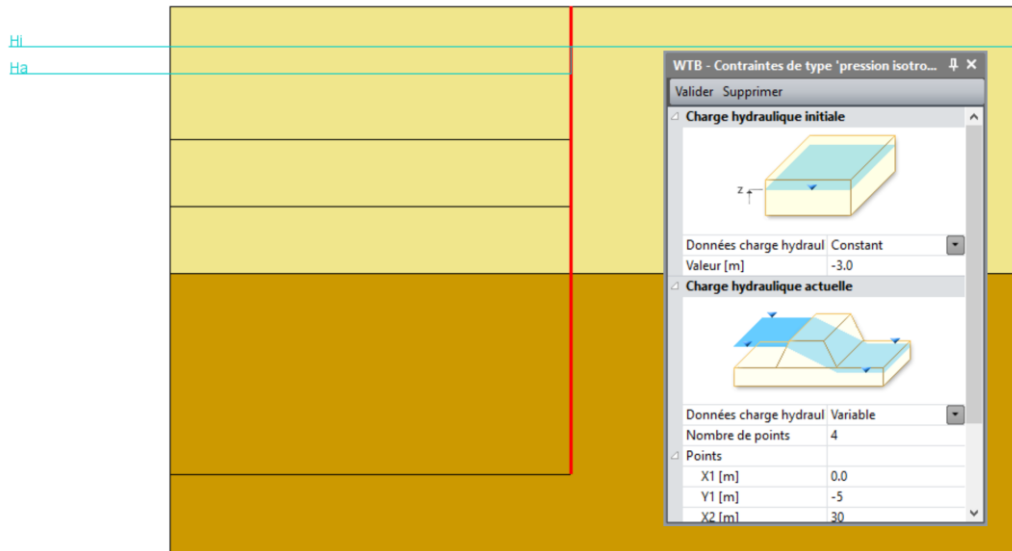 Hi
Ha
WTB - Contraintes de type 'pression isotro...
Valider Supprimer
Charge hydraulique initiale
z
Données charge hydraul Constant
Valeur [m] -3.0
Charge hydraulique actuelle
Données charge hydraul Variable
Nombre de points 4
Points
X1 [m] 0.0
Y1 [m] -5
X2 [m] 30